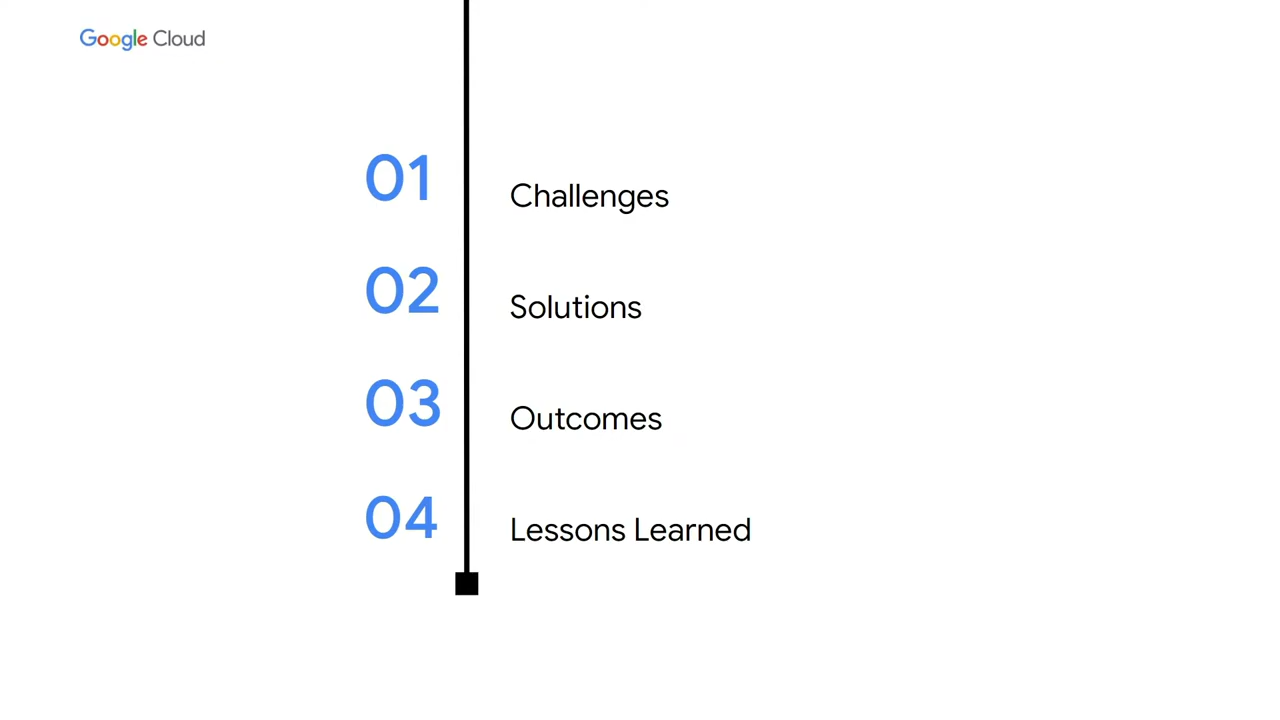 Google Cloud
01 Challenges
02 Solutions
03 Outcomes
04 Lessons Learned